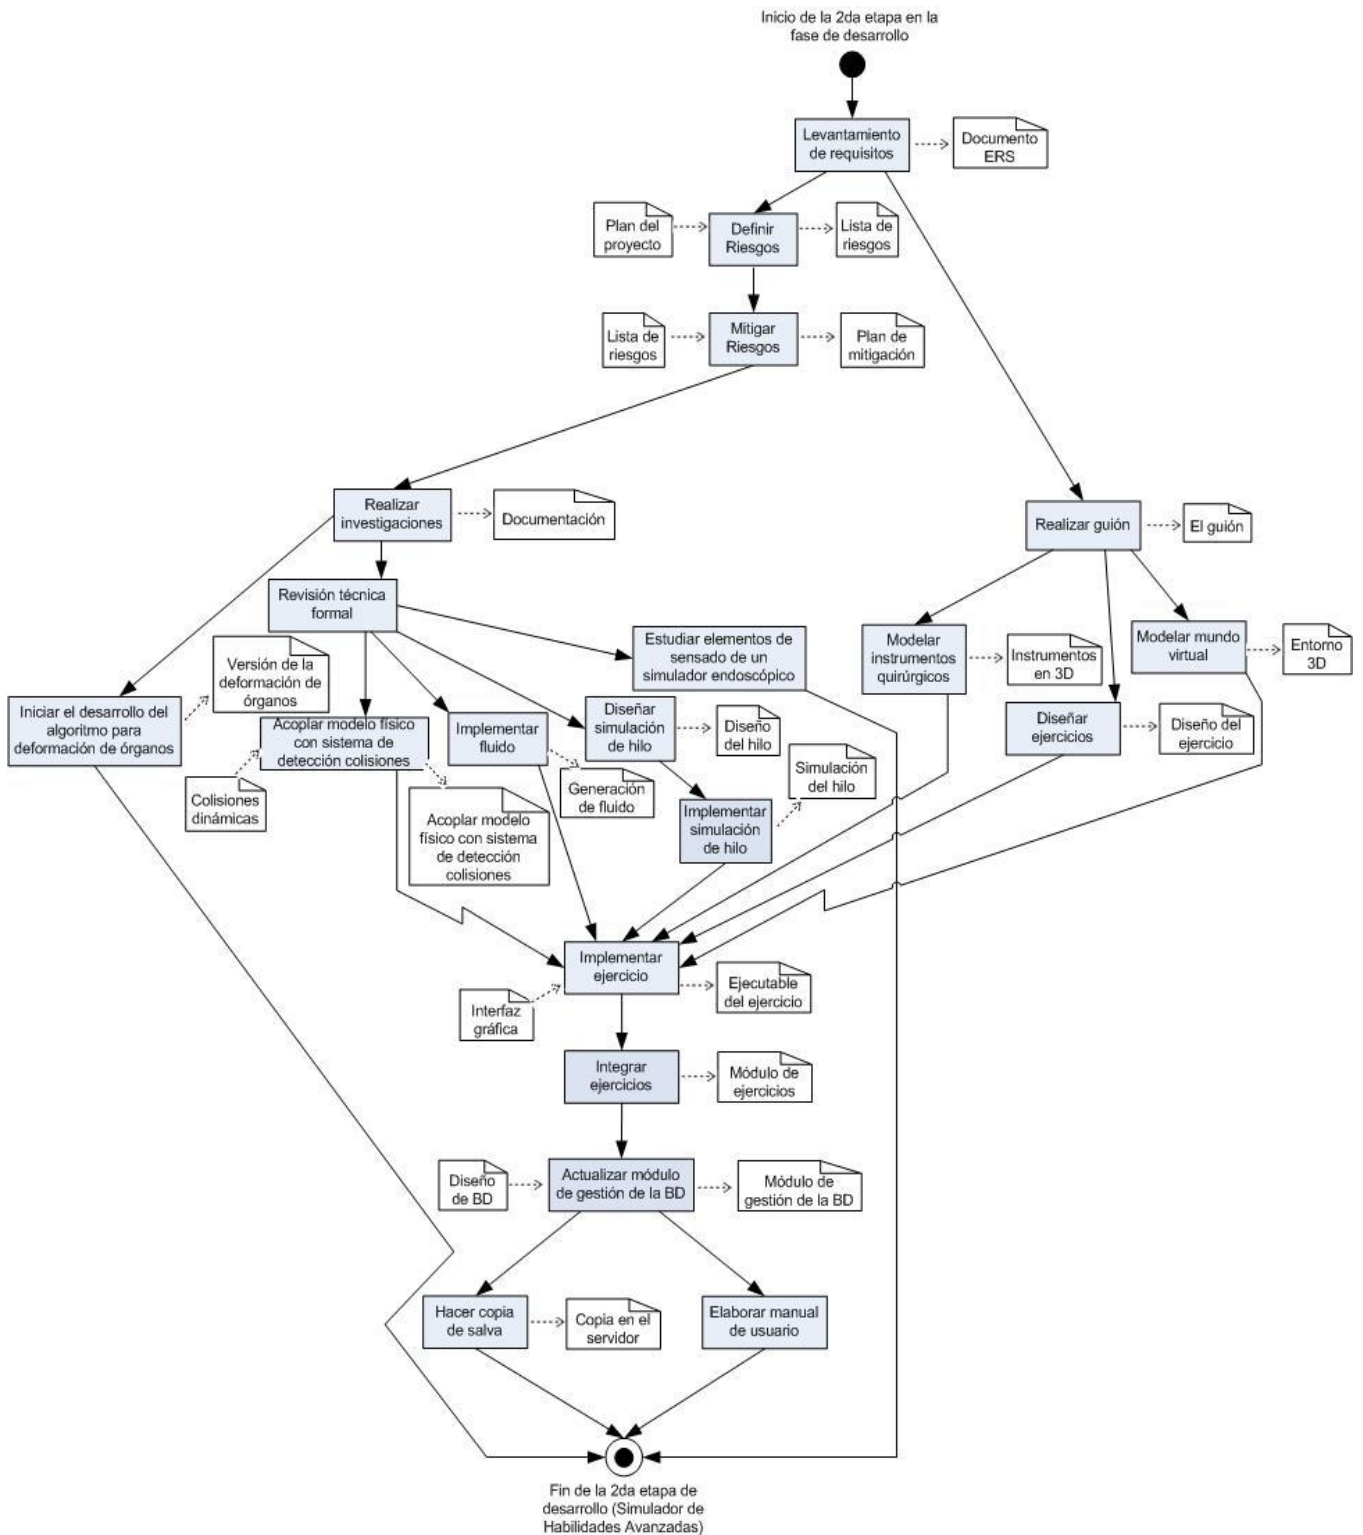 Inicio de la 2da etapa en la
fase de desarrollo
Levantamiento
de requisitos
Documento
ERS
Plan del
proyecto
Definir
Riesgos
Lista de
riesgos
Lista de
riesgos
Mitigar
Riesgos
Plan de
mitigación
Realizar
investigaciones
Documentación
Realizar guión
El guión
Revisión técnica
formal
Estudiar elementos de
sensado de un
simulador endoscópico
Modelar
instrumentos
quirúrgicos
Instrumentos
en 3D
Modelar mundo
virtual
Entorno
3D
Versión de la
deformación de
órganos
Iniciar el desarrollo del
algoritmo para
deformación de órganos
Acoplar modelo físico
con sistema de
detección colisiones
Implementar
fluido
Diseñar
simulación
de hilo
Diseño
del hilo
Diseñar
ejercicios
Diseño del
ejercicio
Colisiones
dinámicas
Acoplar modelo
físico con sistema
de detección
colisiones
Generación
de fluido
Simulación
del hilo
Implementar
simulación
de hilo
Implementar
ejercicio
Interfaz
gráfica
Ejecutable
del ejercicio
Integrar
ejercicios
Módulo de
ejercicios
Diseño
de BD
Actualizar módulo
de gestión de la BD
Módulo de
gestión de la BD
Hacer copia
de salva
Copia en el
servidor
Elaborar manual
de usuario
Fin de la 2da etapa de
desarrollo (Simulador de
Habilidades Avanzadas)